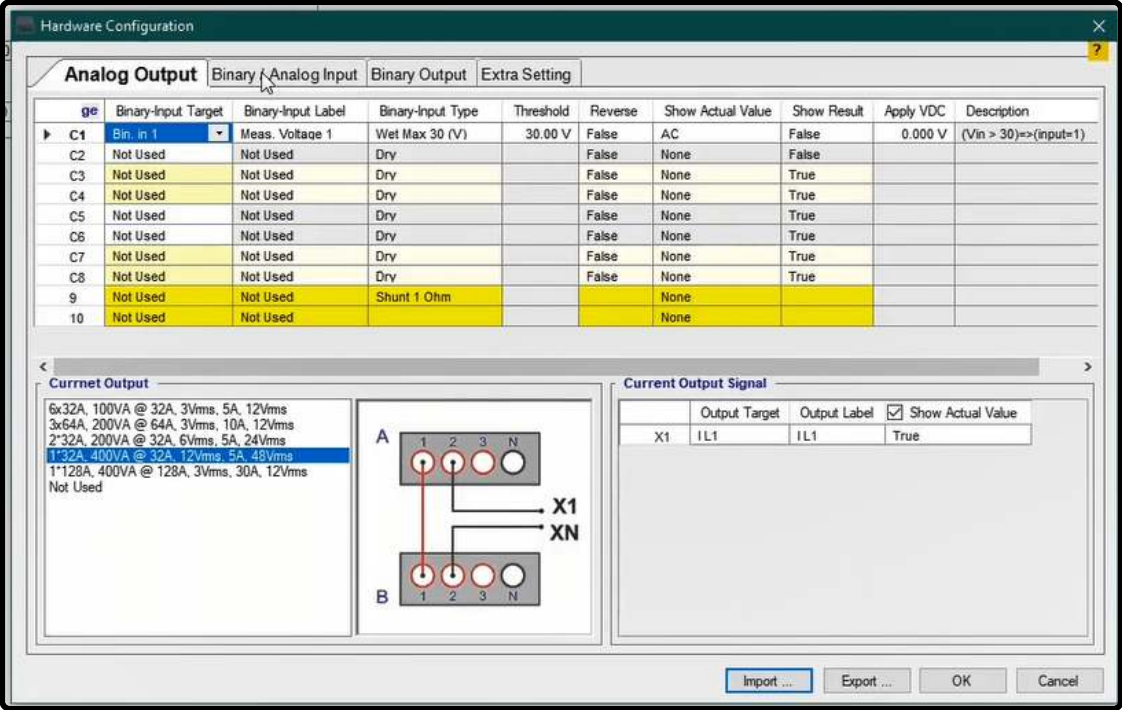 Hardware Configuration
?
Analog Output Binary / Analog Input Binary Output Extra Setting
ge Binary-Input Target Binary-Input Label Binary-Input Type Threshold Reverse Show Actual Value Show Result Apply VDC Description
C1 Bin. in 1 Meas. Voltage 1 Wet Max 30 (V) 30.00 V False AC False 0.000 V (Vin > 30)=>(input=1)
C2 Not Used Not Used Dry False None False
C3 Not Used Not Used Dry False None True
C4 Not Used Not Used Dry False None True
C5 Not Used Not Used Dry False None True
C6 Not Used Not Used Dry False None True
C7 Not Used Not Used Dry False None True
C8 Not Used Not Used Dry False None True
9 Not Used Not Used Shunt 1 Ohm None
10 Not Used Not Used None
Currnet Output
6x32A, 100VA @ 32A, 3Vrms, 5A, 12Vrms
3x64A, 200VA @ 64A, 3Vrms, 10A, 12Vrms
2*32A, 200VA @ 32A, 6Vrms, 5A, 24Vrms
1*32A, 400VA @ 32A, 12Vrms, 5A, 48Vrms
1*128A, 400VA @ 128A, 3Vrms, 30A, 12Vrms
Not Used
A 1 2 3 N
X1
XN
B 1 2 3 N
Current Output Signal
Output Target Output Label Show Actual Value
X1 I L1 I L1 True
Import ... Export ... OK Cancel